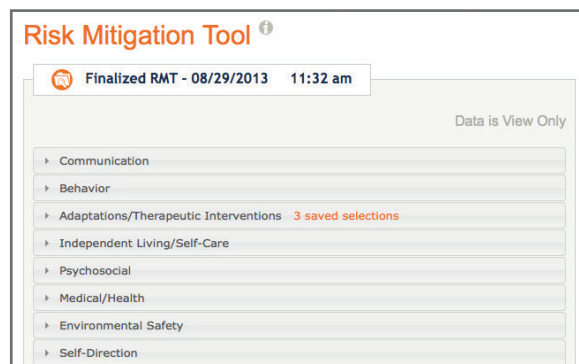 Risk Mitigation Tool
Finalized RMT - 08/29/2013 11:32 am
Data is View Only
Communication
Behavior
Adaptations/Therapeutic Interventions 3 saved selections
Independent Living/Self-Care
Psychosocial
Medical/Health
Environmental Safety
Self-Direction